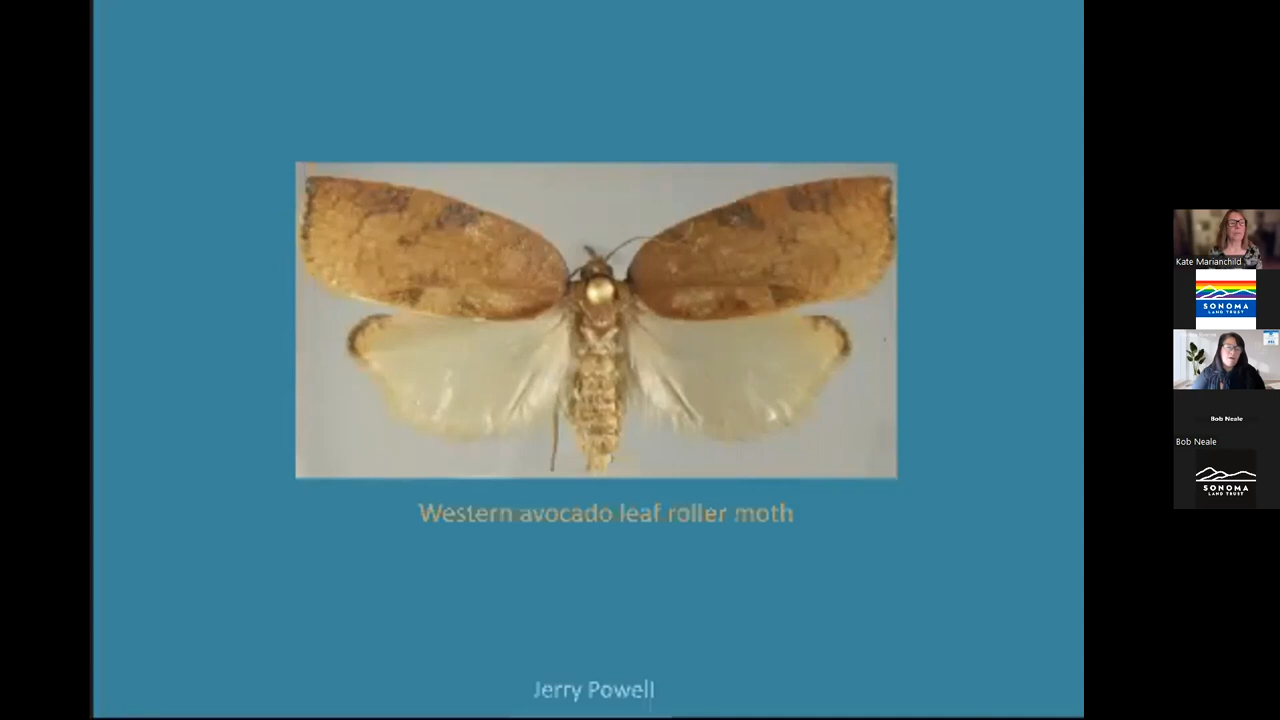 Western avocado leaf roller moth
Jerry Powell
Kate Marianchild
SONOMA
LAND TRUST
Bob Neale
Bob Neale
SONOMA
LAND TRUST